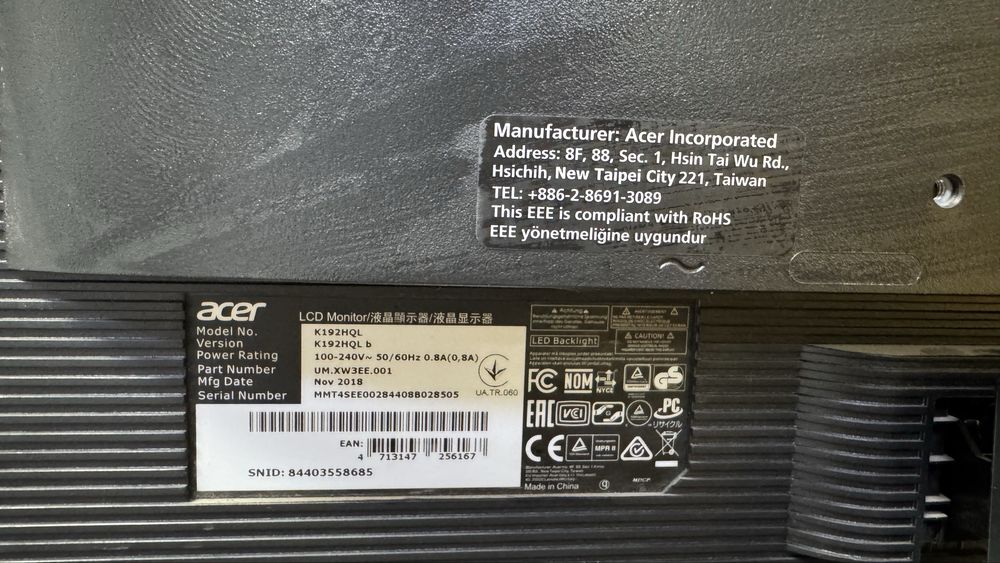 Manufacturer: Acer Incorporated
Address: 8F, 88, Sec. 1, Hsin Tai Wu Rd.,
Hsichih, New Taipei City 221, Taiwan
TEL: +886-2-8691-3089
This EEE is compliant with RoHS
EEE yönetmeliğine uygundur
acer
LCD Monitor/液晶顯示器/液晶显示器
Model No. K192HQL
Version K192HQL b
Power Rating 100-240V~ 50/60Hz 0.8A(0,8A)
Part Number UM.XW3EE.001
Mfg Date Nov 2018
Serial Number MMT4SEE00284408B028505
UA.TR.060
EAN:
4 713147 256167
SNID: 84403558685
Achtung
AVERTISSEMENT
LED Backlight
CAUTION!
FC NOM NYCE
EAC VCCI
PC
リサイクル
CE MPR II
Made in China